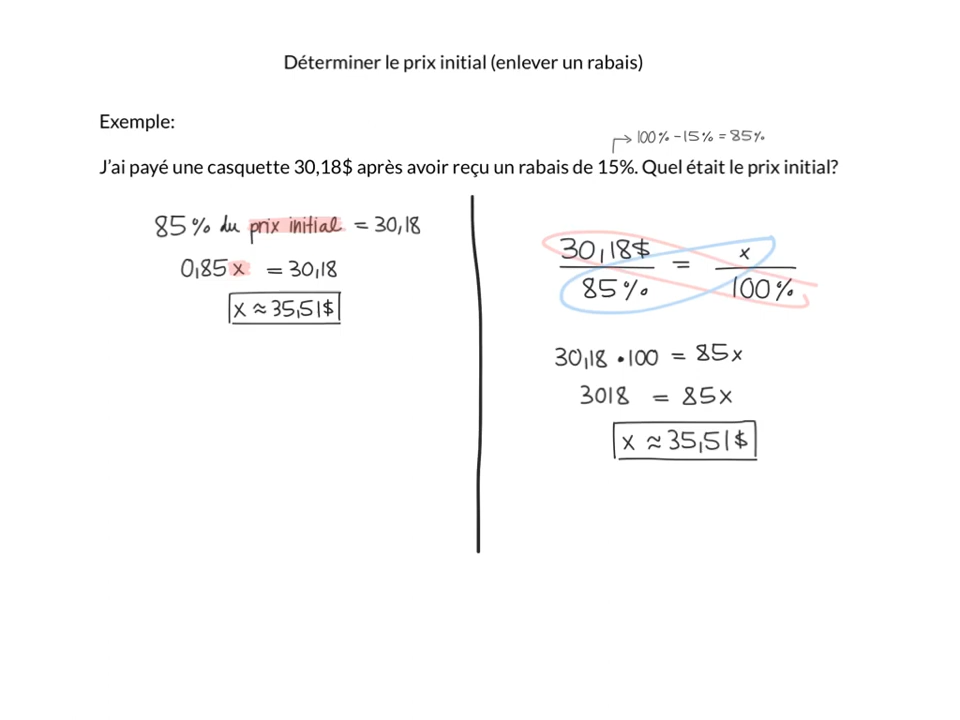 Déterminer le prix initial (enlever un rabais)
Exemple:
100% - 15% = 85%
J'ai payé une casquette 30,18$ après avoir reçu un rabais de 15%. Quel était le prix initial?
85% du prix initial = 30,18
0,85x = 30,18
x ≈ 35,51$
30,18$ = x
85% 100%
30,18 • 100 = 85x
3018 = 85x
x ≈ 35,51$